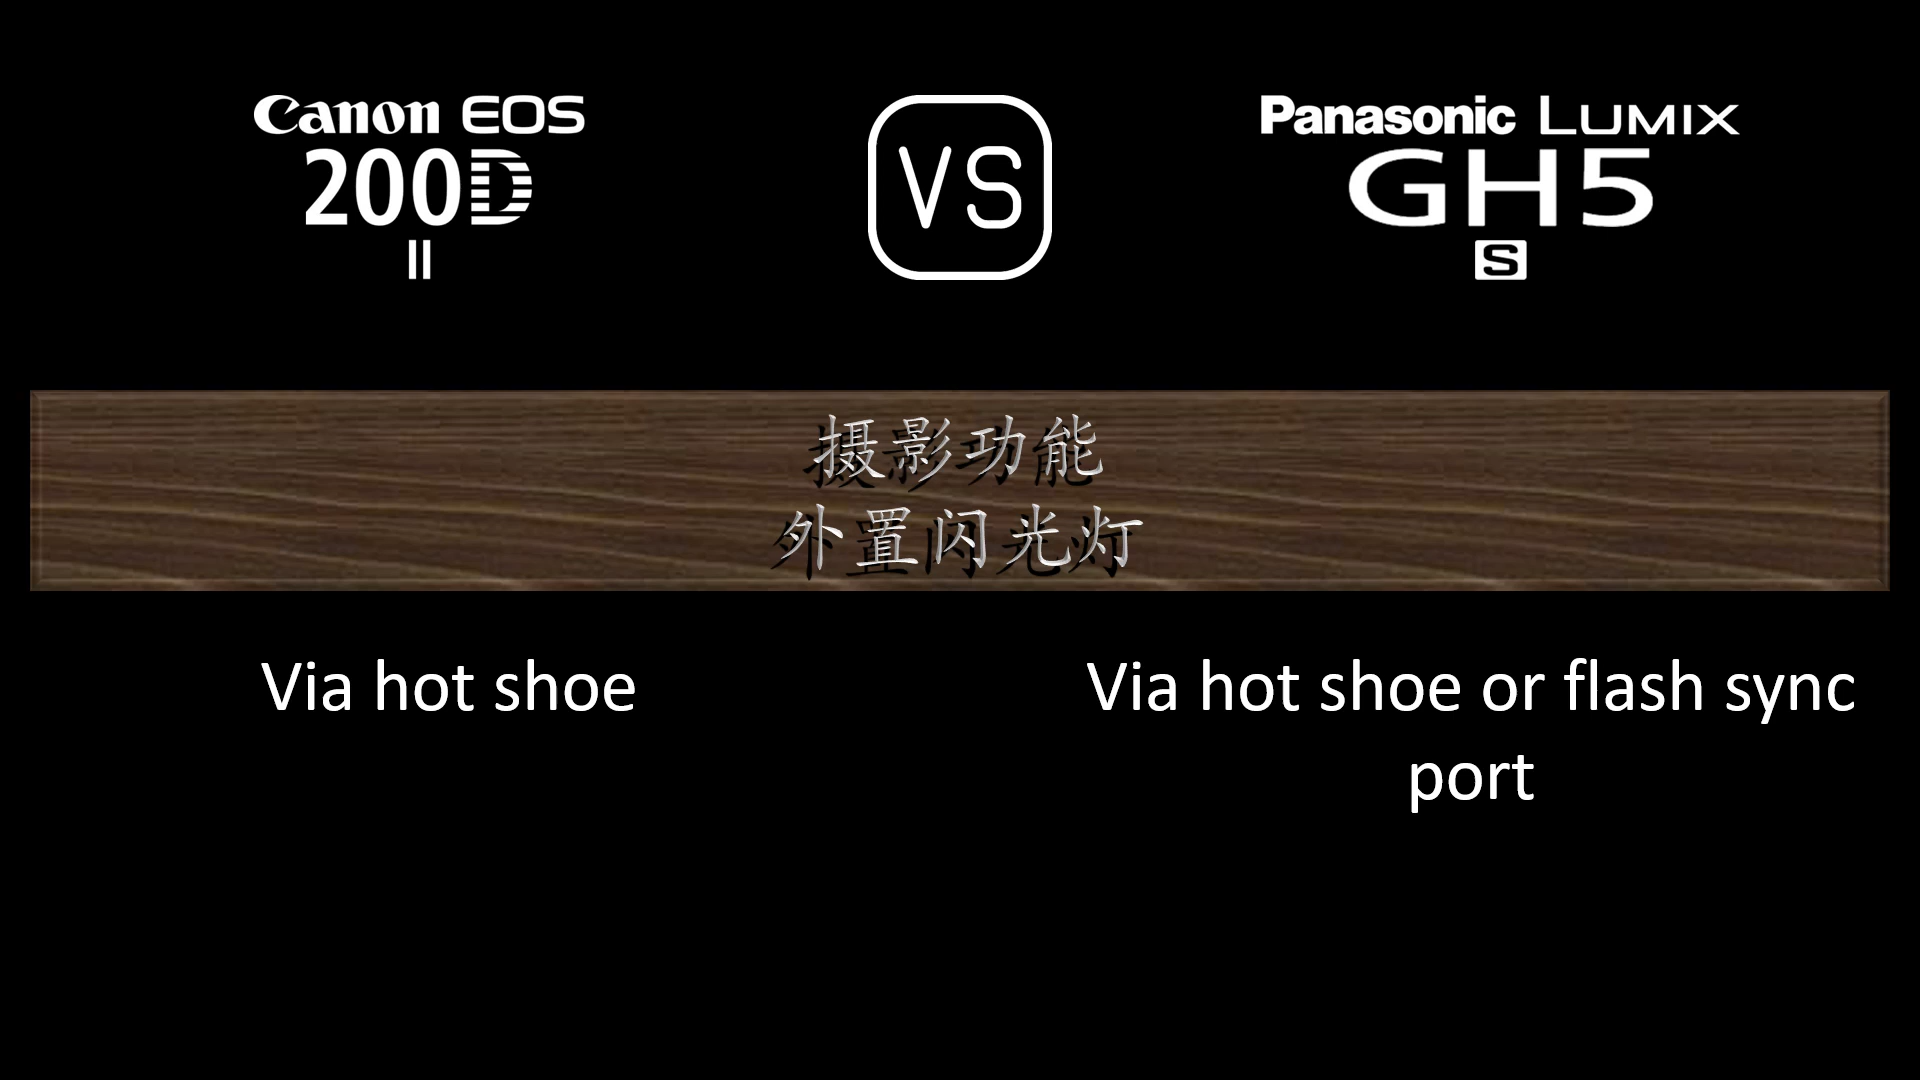 Canon EOS
200D
II
VS
Panasonic LUMIX
GH5
S
摄影功能
外置闪光灯
Via hot shoe
Via hot shoe or flash sync
port